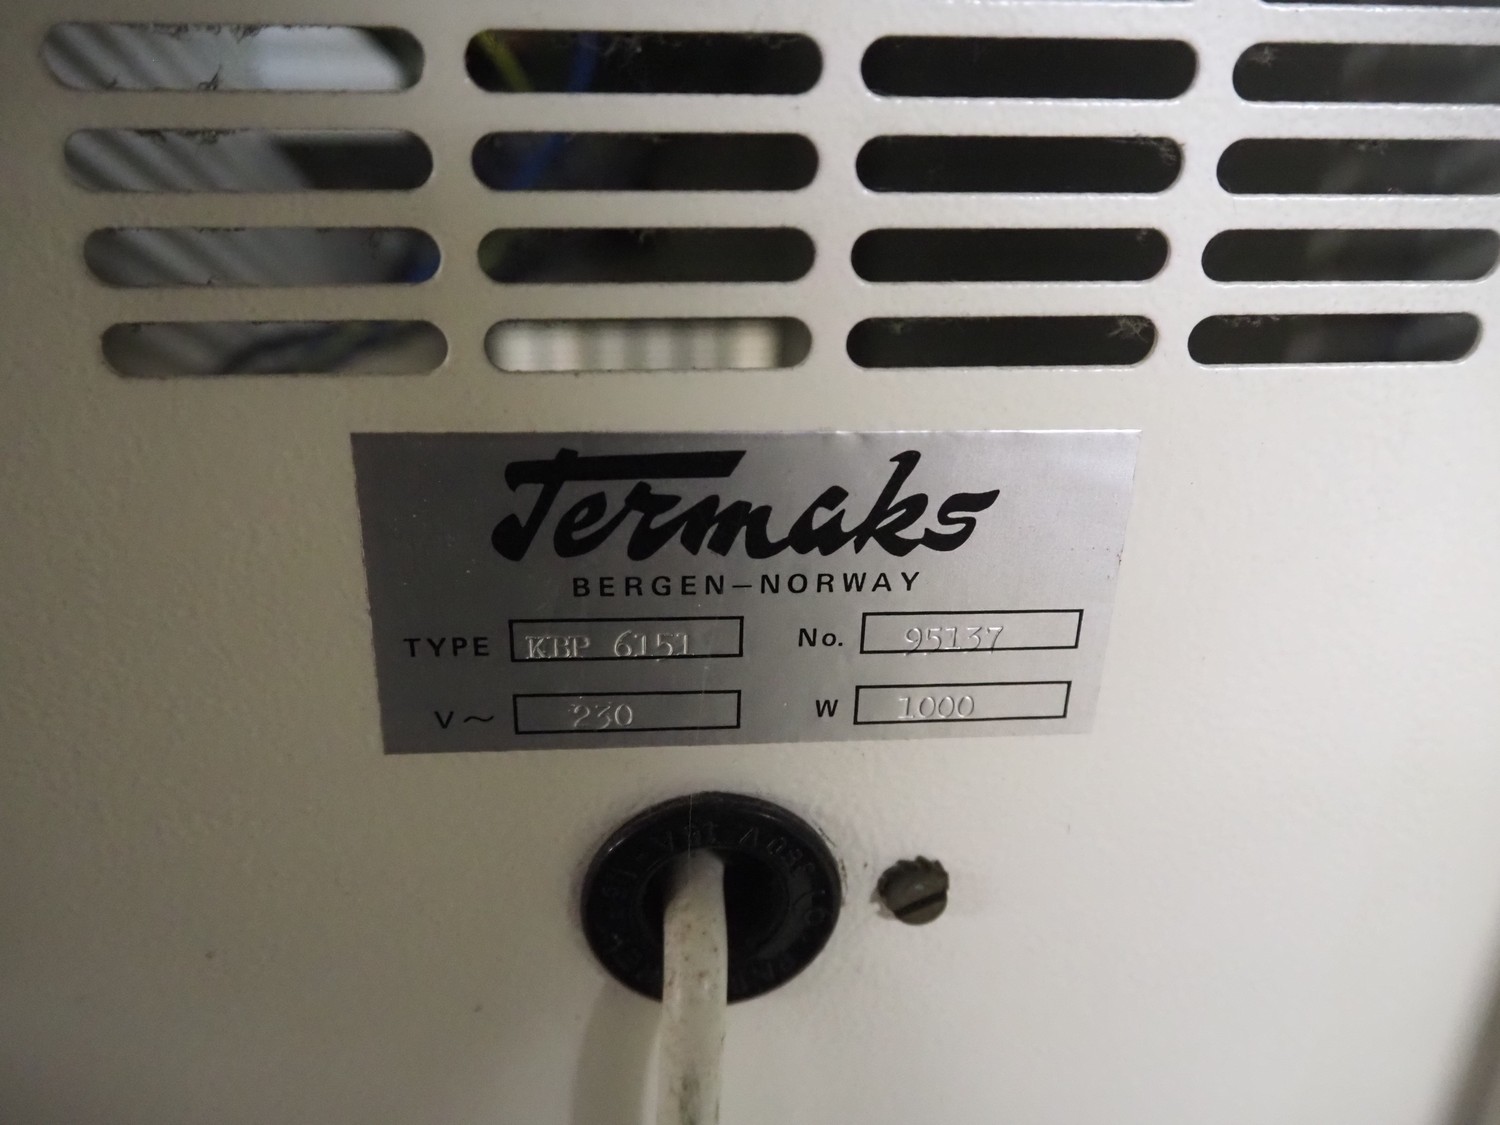 Termaks
BERGEN–NORWAY
TYPE KBP 6151 No. 95137
V~ 230 W 1000